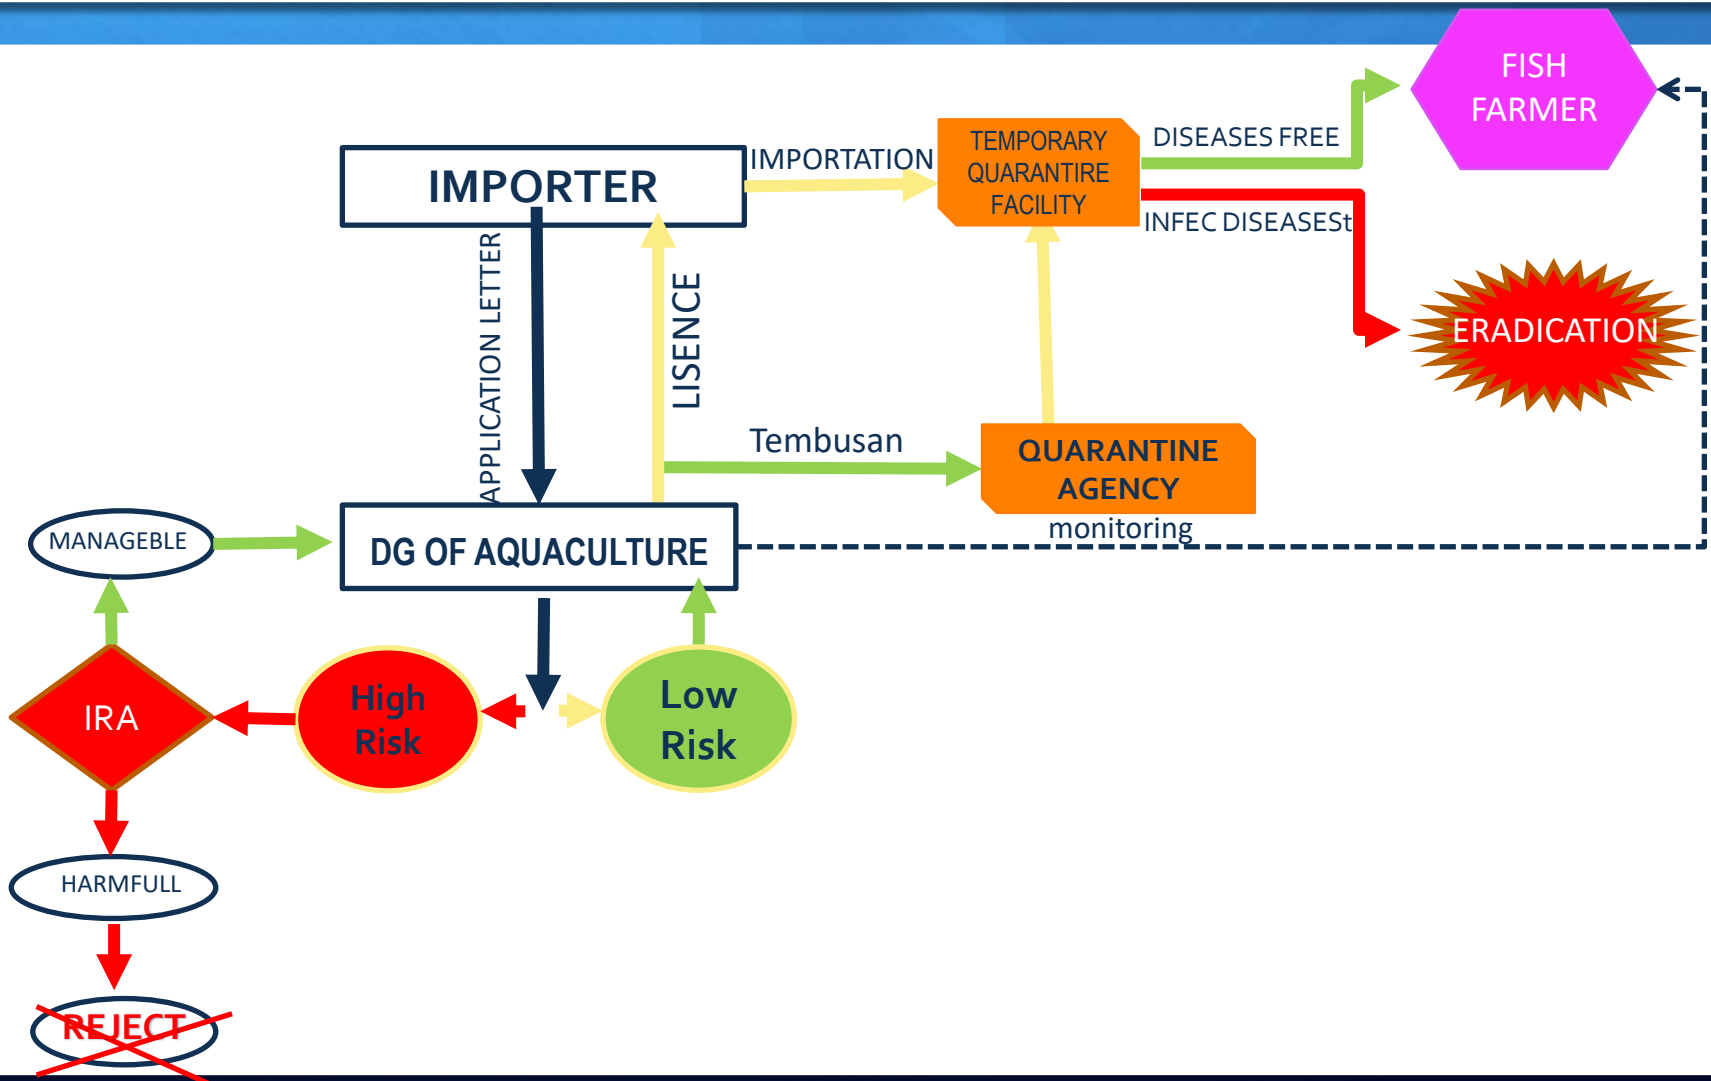 FISH
FARMER
IMPORTER
IMPORTATION
TEMPORARY
QUARANTIRE
FACILITY
DISEASES FREE
INFEC DISEASESt
ERADICATION
APPLICATION LETTER
LISENCE
Tembusan
QUARANTINE
AGENCY
monitoring
MANAGEBLE
DG OF AQUACULTURE
IRA
High
Risk
Low
Risk
HARMFULL
REJECT